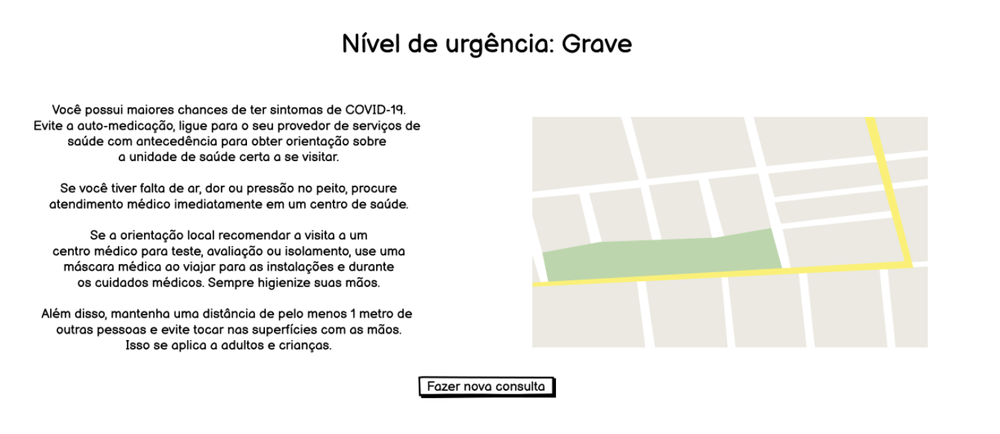 Nível de urgência: Grave
Você possui maiores chances de ter sintomas de COVID-19.
Evite a auto-medicação, ligue para o seu provedor de serviços de
saúde com antecedência para obter orientação sobre
a unidade de saúde certa a se visitar.
Se você tiver falta de ar, dor ou pressão no peito, procure
atendimento médico imediatamente em um centro de saúde.
Se a orientação local recomendar a visita a um
centro médico para teste, avaliação ou isolamento, use uma
máscara médica ao viajar para as instalações e durante
os cuidados médicos. Sempre higienize suas mãos.
Além disso, mantenha uma distância de pelo menos 1 metro de
outras pessoas e evite tocar nas superfícies com as mãos.
Isso se aplica a adultos e crianças.
Fazer nova consulta